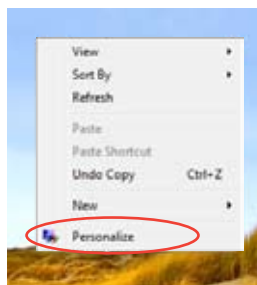 View
Sort By
Refresh
Paste
Paste Shortcut
Undo Copy Ctrl+Z
New
Personalize